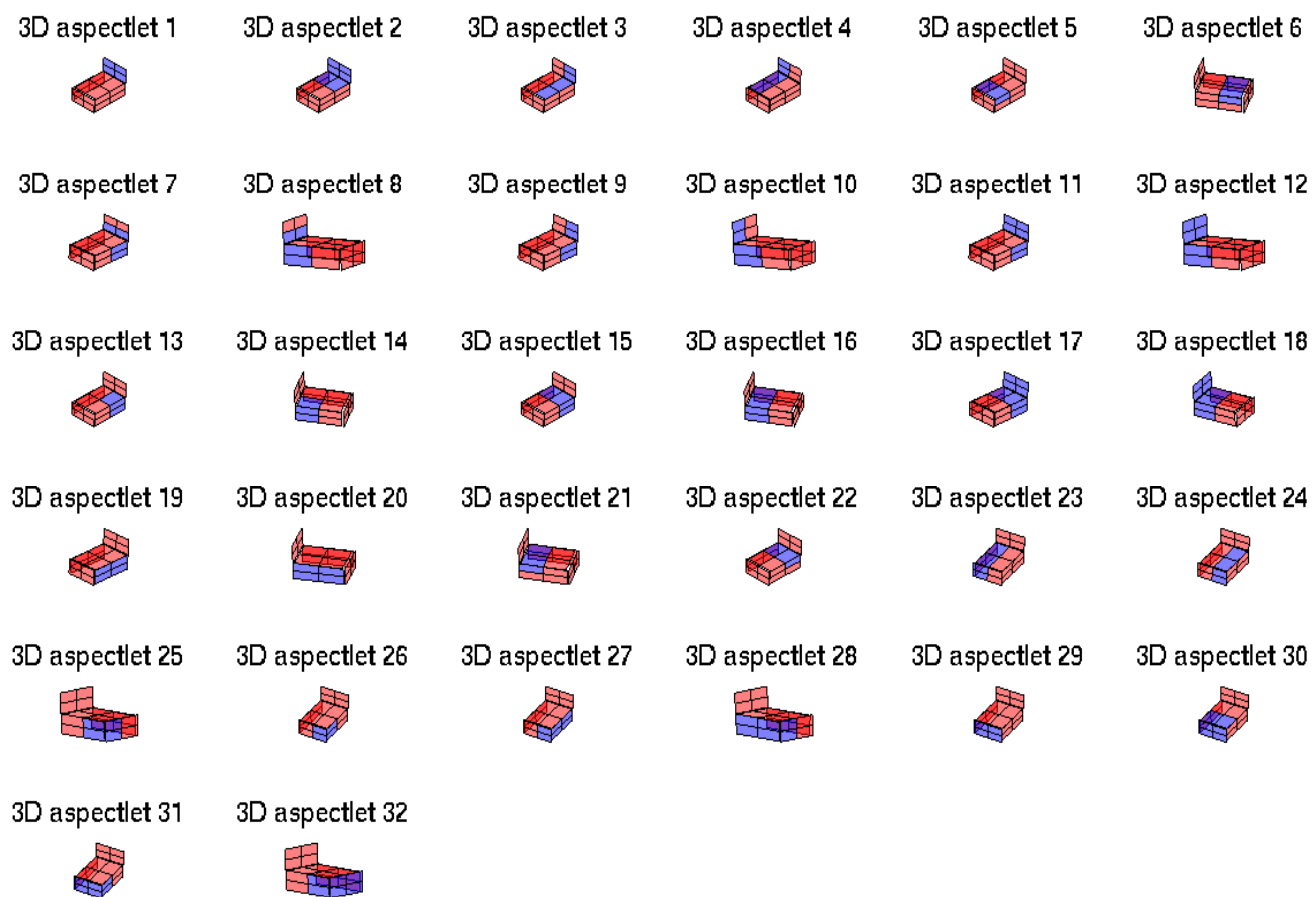 3D aspectlet 1
3D aspectlet 2
3D aspectlet 3
3D aspectlet 4
3D aspectlet 5
3D aspectlet 6
3D aspectlet 7
3D aspectlet 8
3D aspectlet 9
3D aspectlet 10
3D aspectlet 11
3D aspectlet 12
3D aspectlet 13
3D aspectlet 14
3D aspectlet 15
3D aspectlet 16
3D aspectlet 17
3D aspectlet 18
3D aspectlet 19
3D aspectlet 20
3D aspectlet 21
3D aspectlet 22
3D aspectlet 23
3D aspectlet 24
3D aspectlet 25
3D aspectlet 26
3D aspectlet 27
3D aspectlet 28
3D aspectlet 29
3D aspectlet 30
3D aspectlet 31
3D aspectlet 32